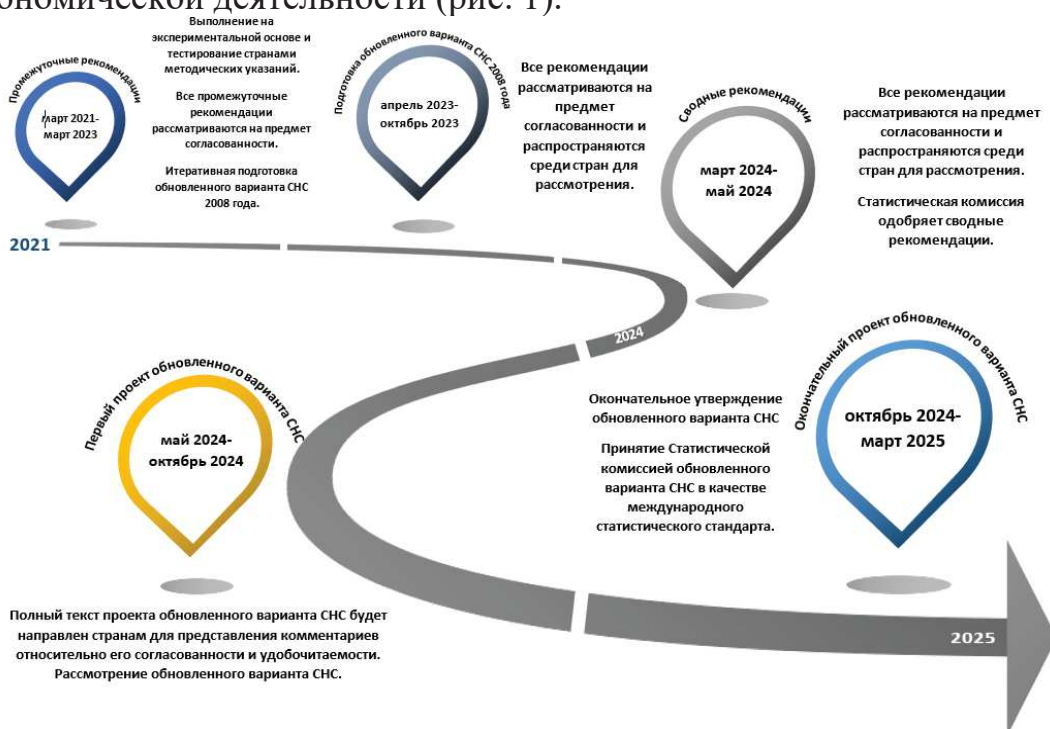 ономической деятельности (рис. 1).
Промежуточные рекомендации
март 2021-
март 2023
Выполнение на
экспериментальной основе и
тестирование странами
методических указаний.
Все промежуточные
рекомендации
рассматриваются на предмет
согласованности.
Итеративная подготовка
обновленного варианта СНС
2008 года.
Подготовка обновленного варианта СНС 2008 года
апрель 2023-
октябрь 2023
Все рекомендации
рассматриваются на
предмет
согласованности и
распространяются
среди стран для
рассмотрения.
Сводные рекомендации
март 2024-
май 2024
Все рекомендации
рассматриваются на предмет
согласованности и
распространяются среди
стран для рассмотрения.
Статистическая комиссия
одобряет сводные
рекомендации.
2021
2024
Первый проект обновленного варианта СНС
май 2024-
октябрь 2024
Полный текст проекта обновленного варианта СНС будет
направлен странам для представления комментариев
относительно его согласованности и удобочитаемости.
Рассмотрение обновленного варианта СНС.
Окончательное утверждение
обновленного варианта СНС
Принятие Статистической
комиссией обновленного
варианта СНС в качестве
международного
статистического стандарта.
Окончательный проект обновленного варианта СНС
октябрь 2024-
март 2025
2025